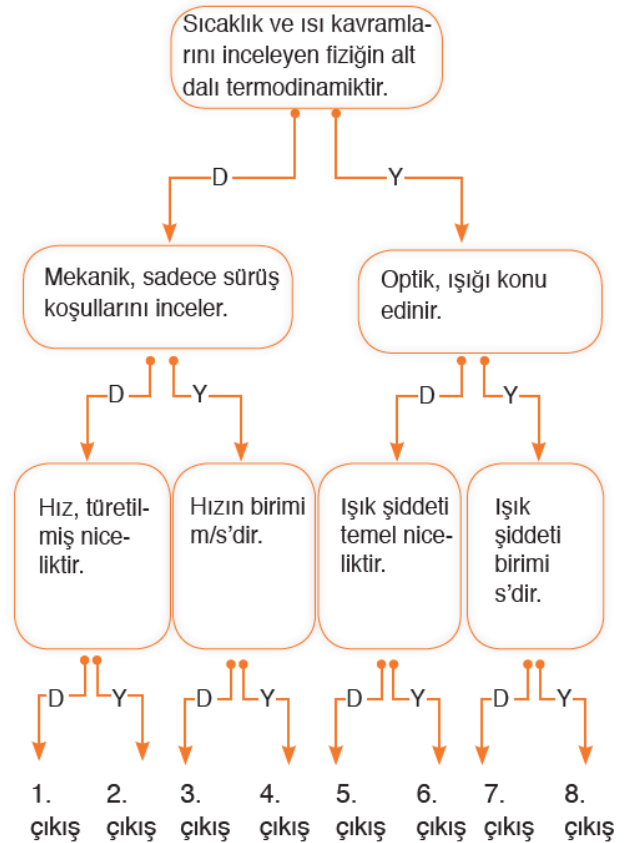 Sıcaklık ve ısı kavramla-
rını inceleyen fiziğin alt
dalı termodinamiktir.
D
Y
Mekanik, sadece sürüş
koşullarını inceler.
Optik, ışığı konu
edinir.
D
Y
D
Y
Hız, türetil-
miş nice-
liktir.
Hızın birimi
m/s'dir.
Işık şiddeti
temel nice-
liktir.
Işık
şiddeti
birimi
s'dir.
D
Y
D
Y
D
Y
D
Y
1.
çıkış
2.
çıkış
3.
çıkış
4.
çıkış
5.
çıkış
6.
çıkış
7.
çıkış
8.
çıkış